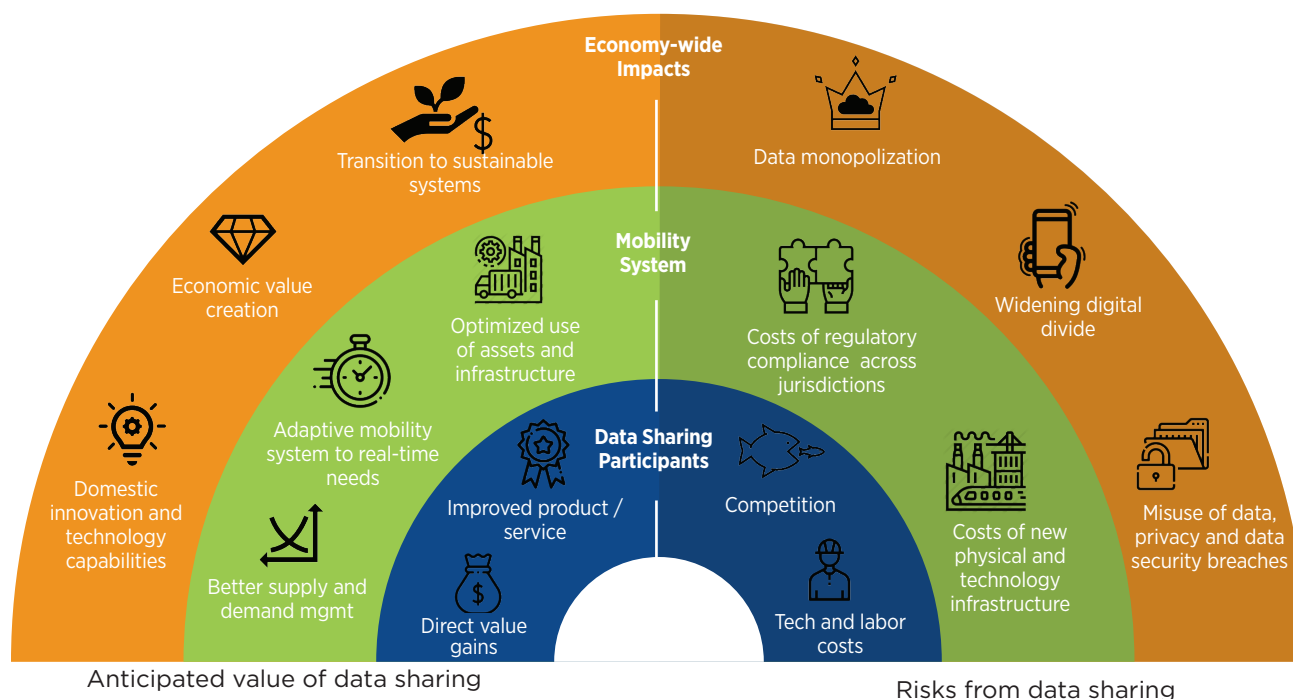 Economy-wide
Impacts
Transition to sustainable
systems
Economic value
creation
Domestic
innovation and
technology
capabilities
Data monopolization
Widening digital
divide
Misuse of data,
privacy and data
security breaches
Mobility
System
Optimized use
of assets and
infrastructure
Adaptive mobility
system to real-time
needs
Better supply and
demand mgmt
Costs of regulatory
compliance across
jurisdictions
Costs of new
physical and
technology
infrastructure
Data Sharing
Participants
Improved product /
service
$
Direct value
gains
Competition
Tech and labor
costs
$
Anticipated value of data sharing
Risks from data sharing